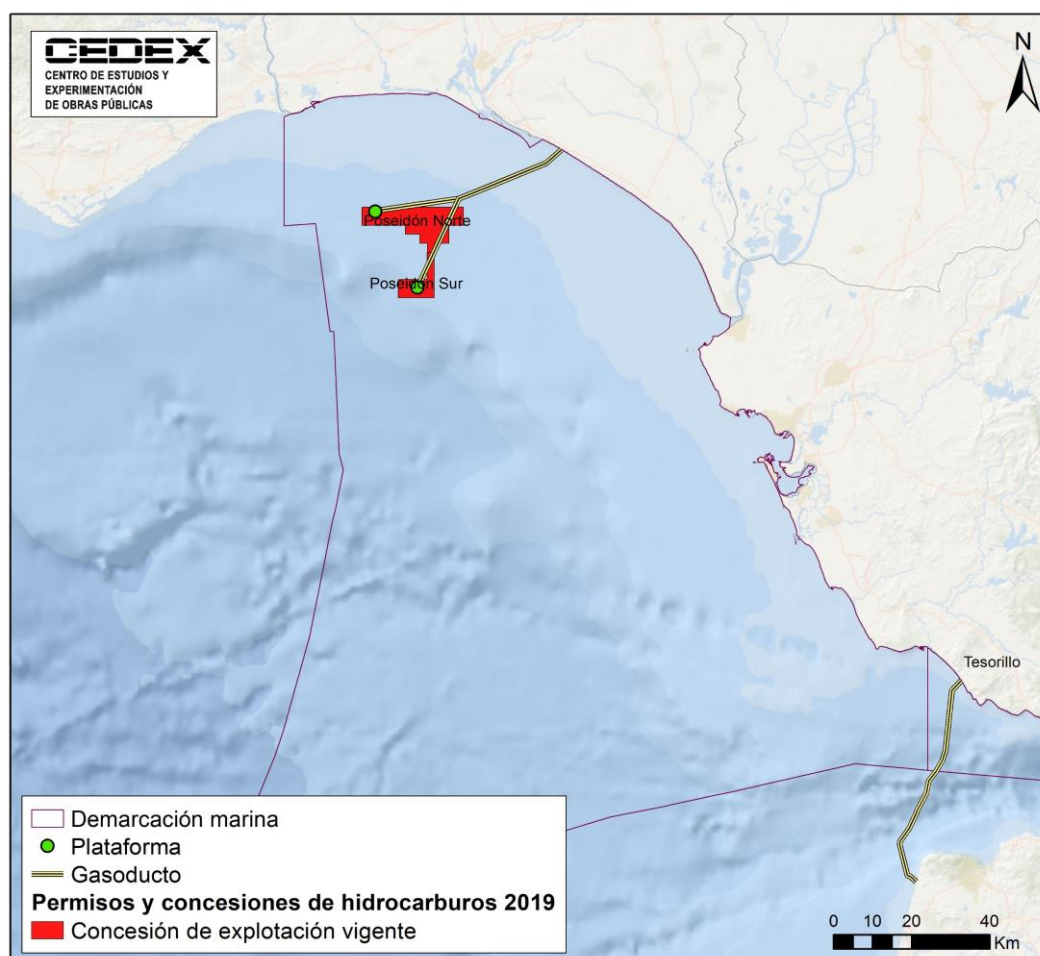 CEDEX
CENTRO DE ESTUDIOS Y
EXPERIMENTACIÓN
DE OBRAS PÚBLICAS
N
Poseidón Norte
Poseidón Sur
Tesorillo
Demarcación marina
Plataforma
Gasoducto
Permisos y concesiones de hidrocarburos 2019
Concesión de explotación vigente
0 10 20 40
Km